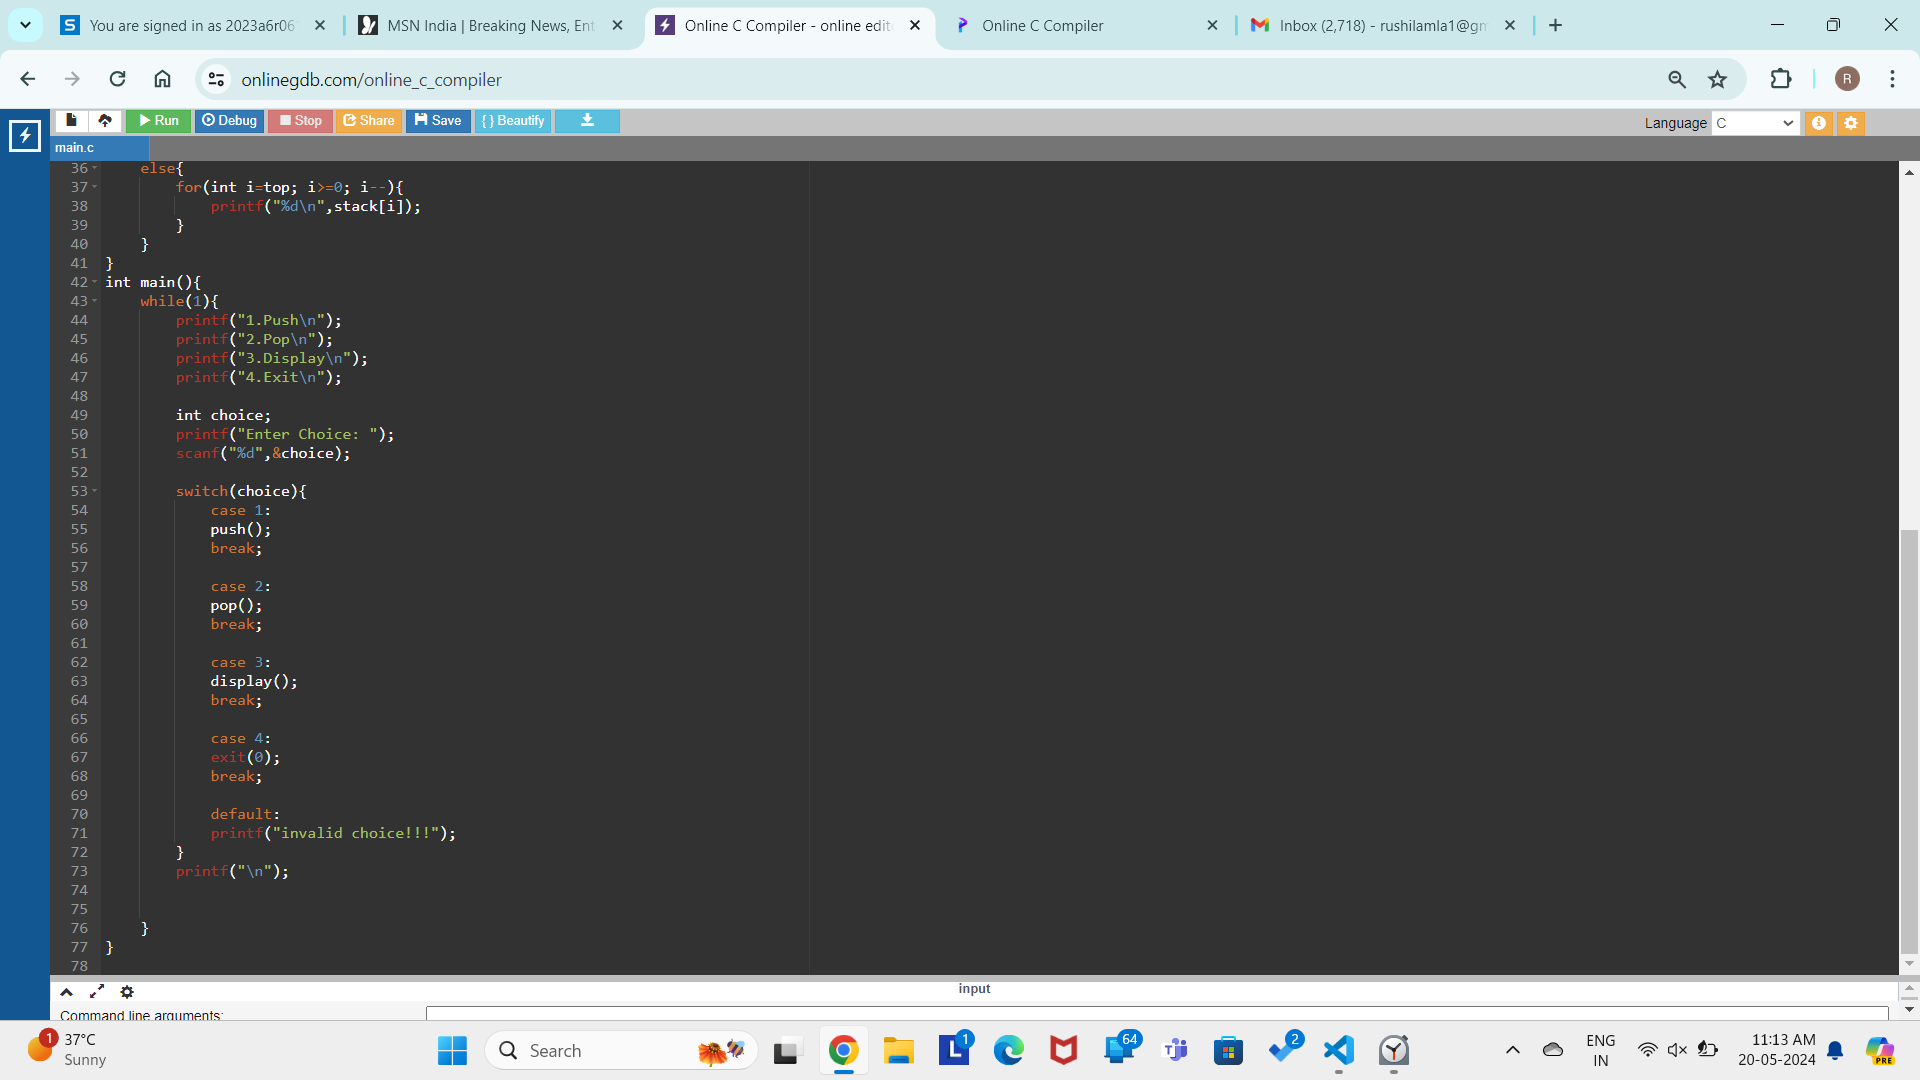 You are signed in as 2023a6r06
MSN India | Breaking News, Ent
Online C Compiler - online edit
Online C Compiler
Inbox (2,718) - rushilamla1@gm
onlinegdb.com/online_c_compiler
R
Run
Debug
Stop
Share
Save
{ } Beautify
Language C
main.c
36 else{
37 for(int i=top; i>=0; i--){
38 printf("%d\n",stack[i]);
39 }
40 }
41 }
42 int main(){
43 while(1){
44 printf("1.Push\n");
45 printf("2.Pop\n");
46 printf("3.Display\n");
47 printf("4.Exit\n");
48
49 int choice;
50 printf("Enter Choice: ");
51 scanf("%d",&choice);
52
53 switch(choice){
54 case 1:
55 push();
56 break;
57
58 case 2:
59 pop();
60 break;
61
62 case 3:
63 display();
64 break;
65
66 case 4:
67 exit(0);
68 break;
69
70 default:
71 printf("invalid choice!!!");
72 }
73 printf("\n");
74
75
76 }
77 }
78
input
Command line arguments:
1
37°C
Sunny
Search
L
1
64
2
ENG
IN
11:13 AM
20-05-2024
PRE